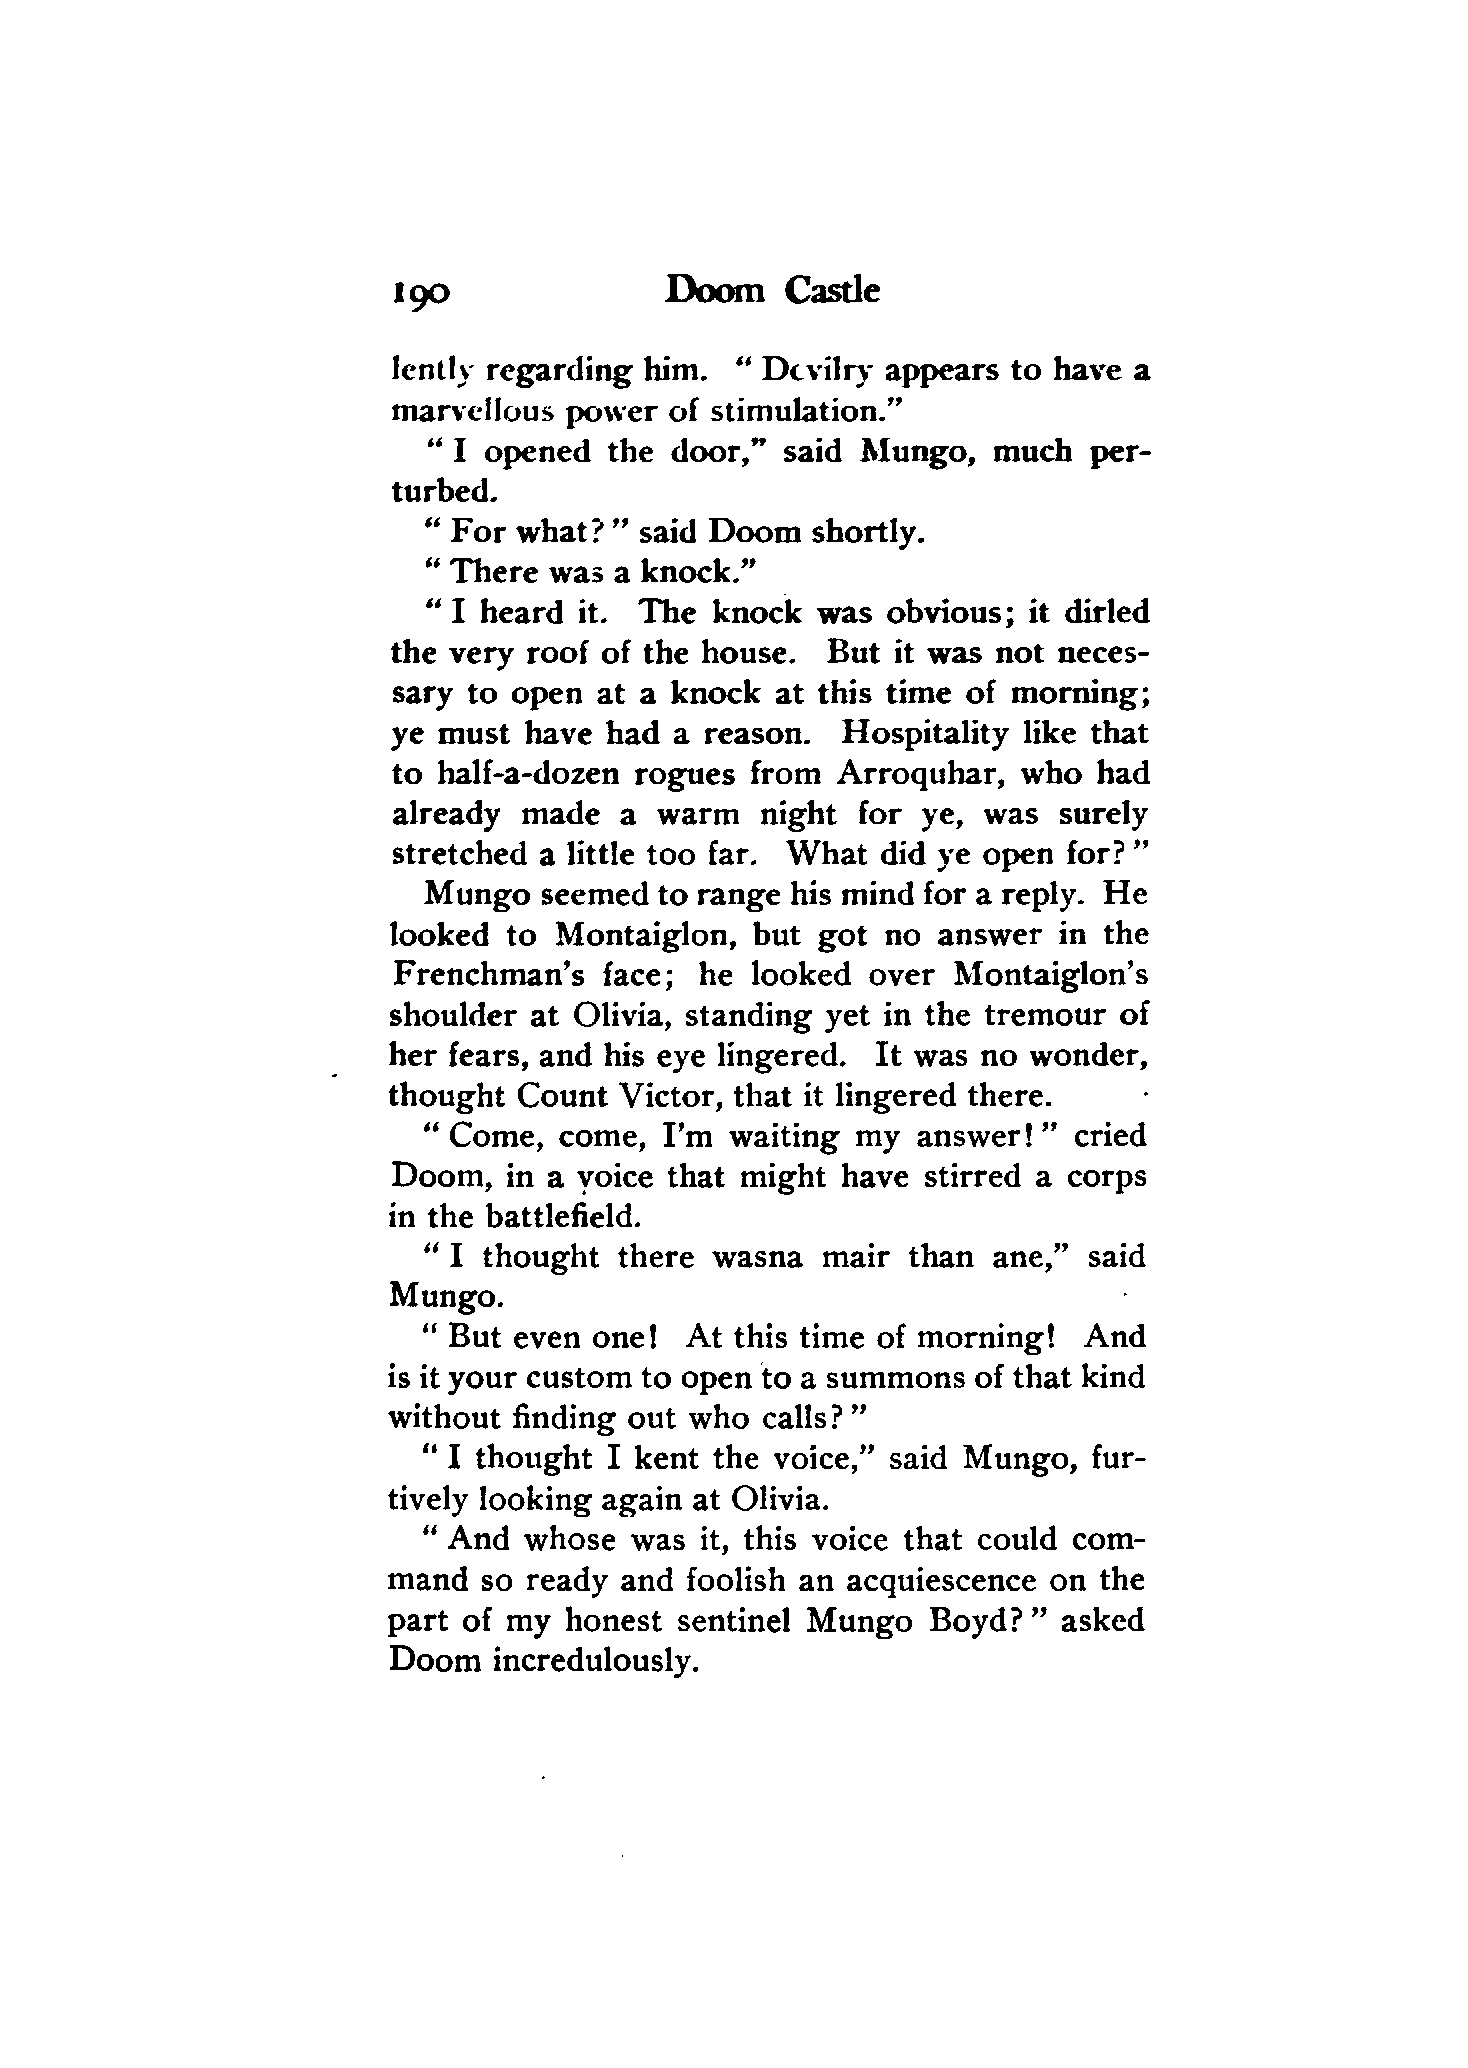 190 Doom Castle
lently regarding him. “ Devilry appears to have a
marvellous power of stimulation.”
“ I opened the door,” said Mungo, much per-
turbed.
“ For what? ” said Doom shortly.
“ There was a knock.”
“ I heard it. The knock was obvious; it dirled
the very roof of the house. But it was not neces-
sary to open at a knock at this time of morning;
ye must have had a reason. Hospitality like that
to half-a-dozen rogues from Arroquhar, who had
already made a warm night for ye, was surely
stretched a little too far. What did ye open for? ”
Mungo seemed to range his mind for a reply. He
looked to Montaiglon, but got no answer in the
Frenchman’s face; he looked over Montaiglon’s
shoulder at Olivia, standing yet in the tremour of
her fears, and his eye lingered. It was no wonder,
thought Count Victor, that it lingered there.
“ Come, come, I’m waiting my answer! ” cried
Doom, in a voice that might have stirred a corps
in the battlefield.
“ I thought there wasna mair than ane,” said
Mungo.
“ But even one! At this time of morning! And
is it your custom to open to a summons of that kind
without finding out who calls? ”
“ I thought I kent the voice,” said Mungo, fur-
tively looking again at Olivia.
“ And whose was it, this voice that could com-
mand so ready and foolish an acquiescence on the
part of my honest sentinel Mungo Boyd? ” asked
Doom incredulously.